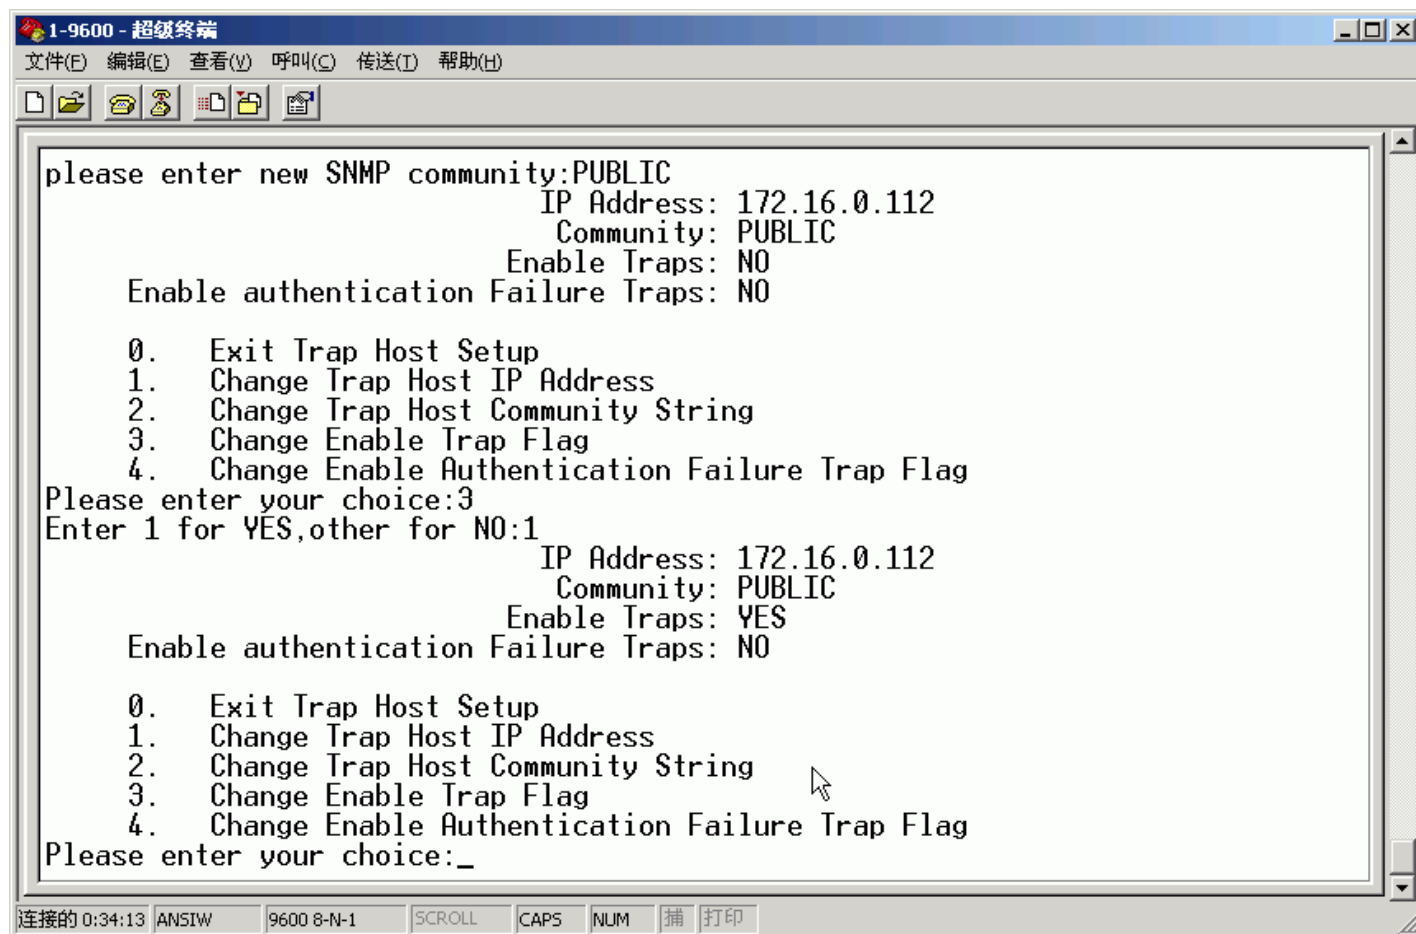 1-9600 - 超级终端
文件(F) 编辑(E) 查看(V) 呼叫(C) 传送(T) 帮助(H)
please enter new SNMP community:PUBLIC
IP Address: 172.16.0.112
Community: PUBLIC
Enable Traps: NO
Enable authentication Failure Traps: NO
0. Exit Trap Host Setup
1. Change Trap Host IP Address
2. Change Trap Host Community String
3. Change Enable Trap Flag
4. Change Enable Authentication Failure Trap Flag
Please enter your choice:3
Enter 1 for YES,other for NO:1
IP Address: 172.16.0.112
Community: PUBLIC
Enable Traps: YES
Enable authentication Failure Traps: NO
0. Exit Trap Host Setup
1. Change Trap Host IP Address
2. Change Trap Host Community String
3. Change Enable Trap Flag
4. Change Enable Authentication Failure Trap Flag
Please enter your choice:_
连接的 0:34:13 ANSIW 9600 8-N-1 SCROLL CAPS NUM 捕 打印